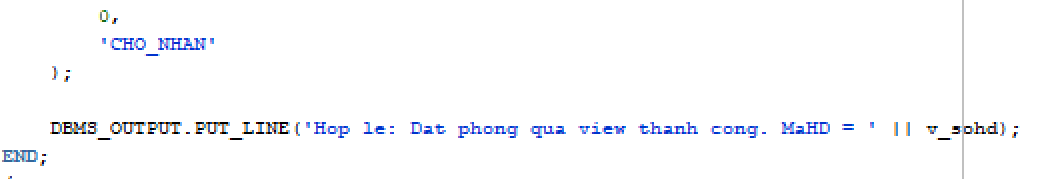 0,
'CHO_NHAN'
);
DBMS_OUTPUT.PUT_LINE('Hop le: Dat phong qua view thanh cong. MaHD = ' || v_sohd);
END;